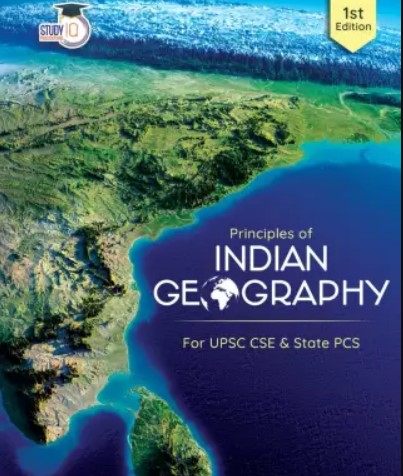 STUDY IQ
1st
Edition
Principles of
INDIAN
GEOGRAPHY
For UPSC CSE & State PCS